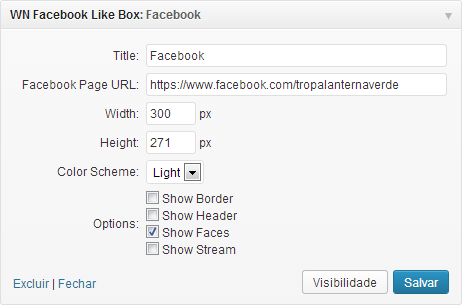 WN Facebook Like Box: Facebook
Title: Facebook
Facebook Page URL: https://www.facebook.com/tropalanternaverde
Width: 300 px
Height: 271 px
Color Scheme: Light
Options: Show Border
Show Header
Show Faces
Show Stream
Excluir | Fechar Visibilidade Salvar